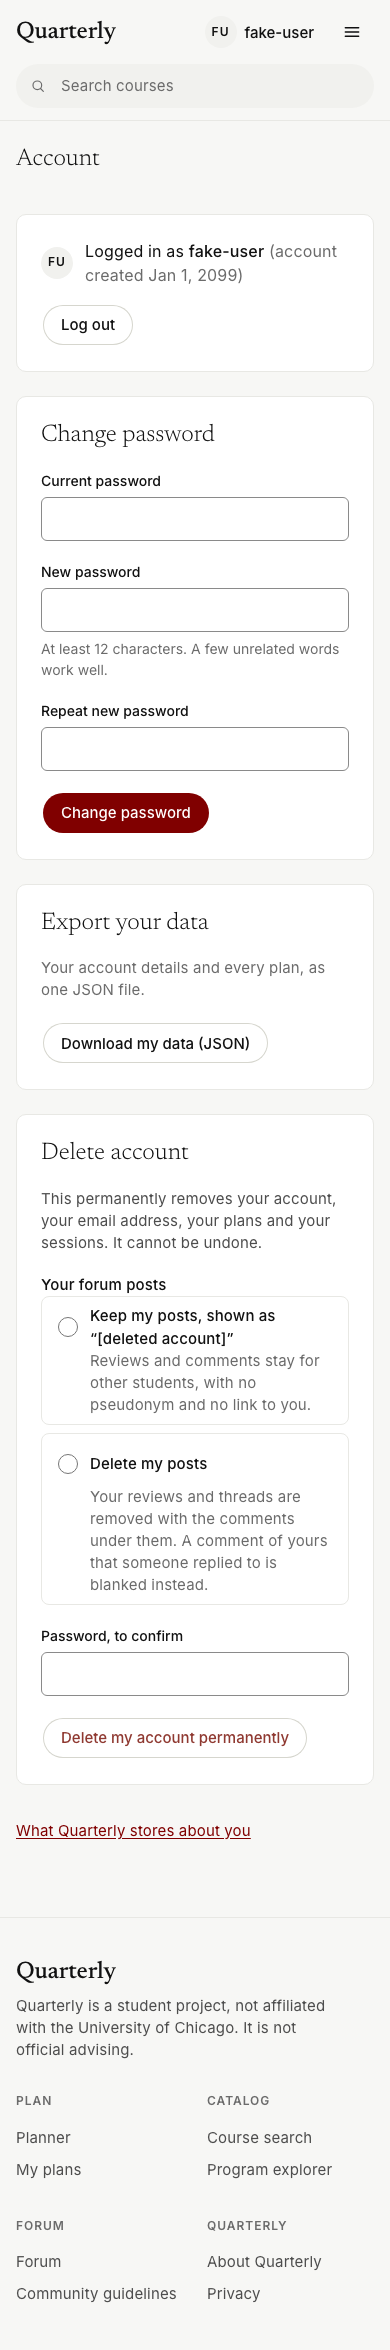 Quarterly
FU fake-user
Search courses
Account
FU
Logged in as fake-user (account
created Jan 1, 2099)
Log out
Change password
Current password
New password
At least 12 characters. A few unrelated words
work well.
Repeat new password
Change password
Export your data
Your account details and every plan, as
one JSON file.
Download my data (JSON)
Delete account
This permanently removes your account,
your email address, your plans and your
sessions. It cannot be undone.
Your forum posts
Keep my posts, shown as
“[deleted account]”
Reviews and comments stay for
other students, with no
pseudonym and no link to you.
Delete my posts
Your reviews and threads are
removed with the comments
under them. A comment of yours
that someone replied to is
blanked instead.
Password, to confirm
Delete my account permanently
What Quarterly stores about you
Quarterly
Quarterly is a student project, not affiliated
with the University of Chicago. It is not
official advising.
PLAN
Planner
My plans
CATALOG
Course search
Program explorer
FORUM
Forum
Community guidelines
QUARTERLY
About Quarterly
Privacy